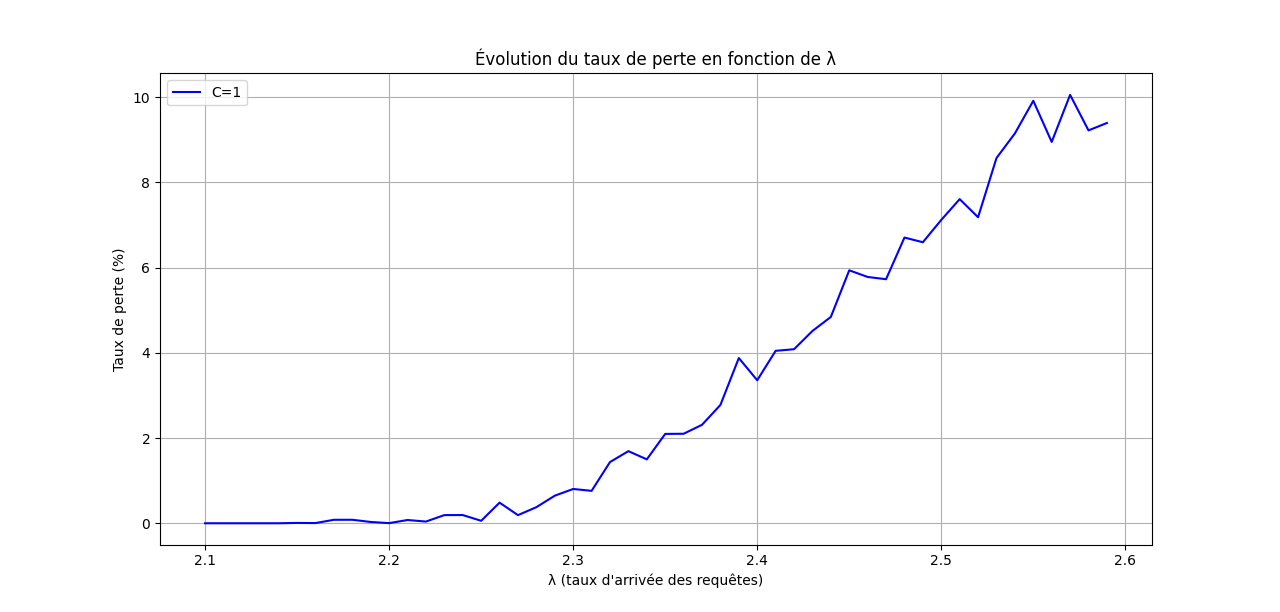 Évolution du taux de perte en fonction de λ
C=1
Taux de perte (%)
10
8
6
4
2
0
2.1 2.2 2.3 2.4 2.5 2.6
λ (taux d'arrivée des requêtes)